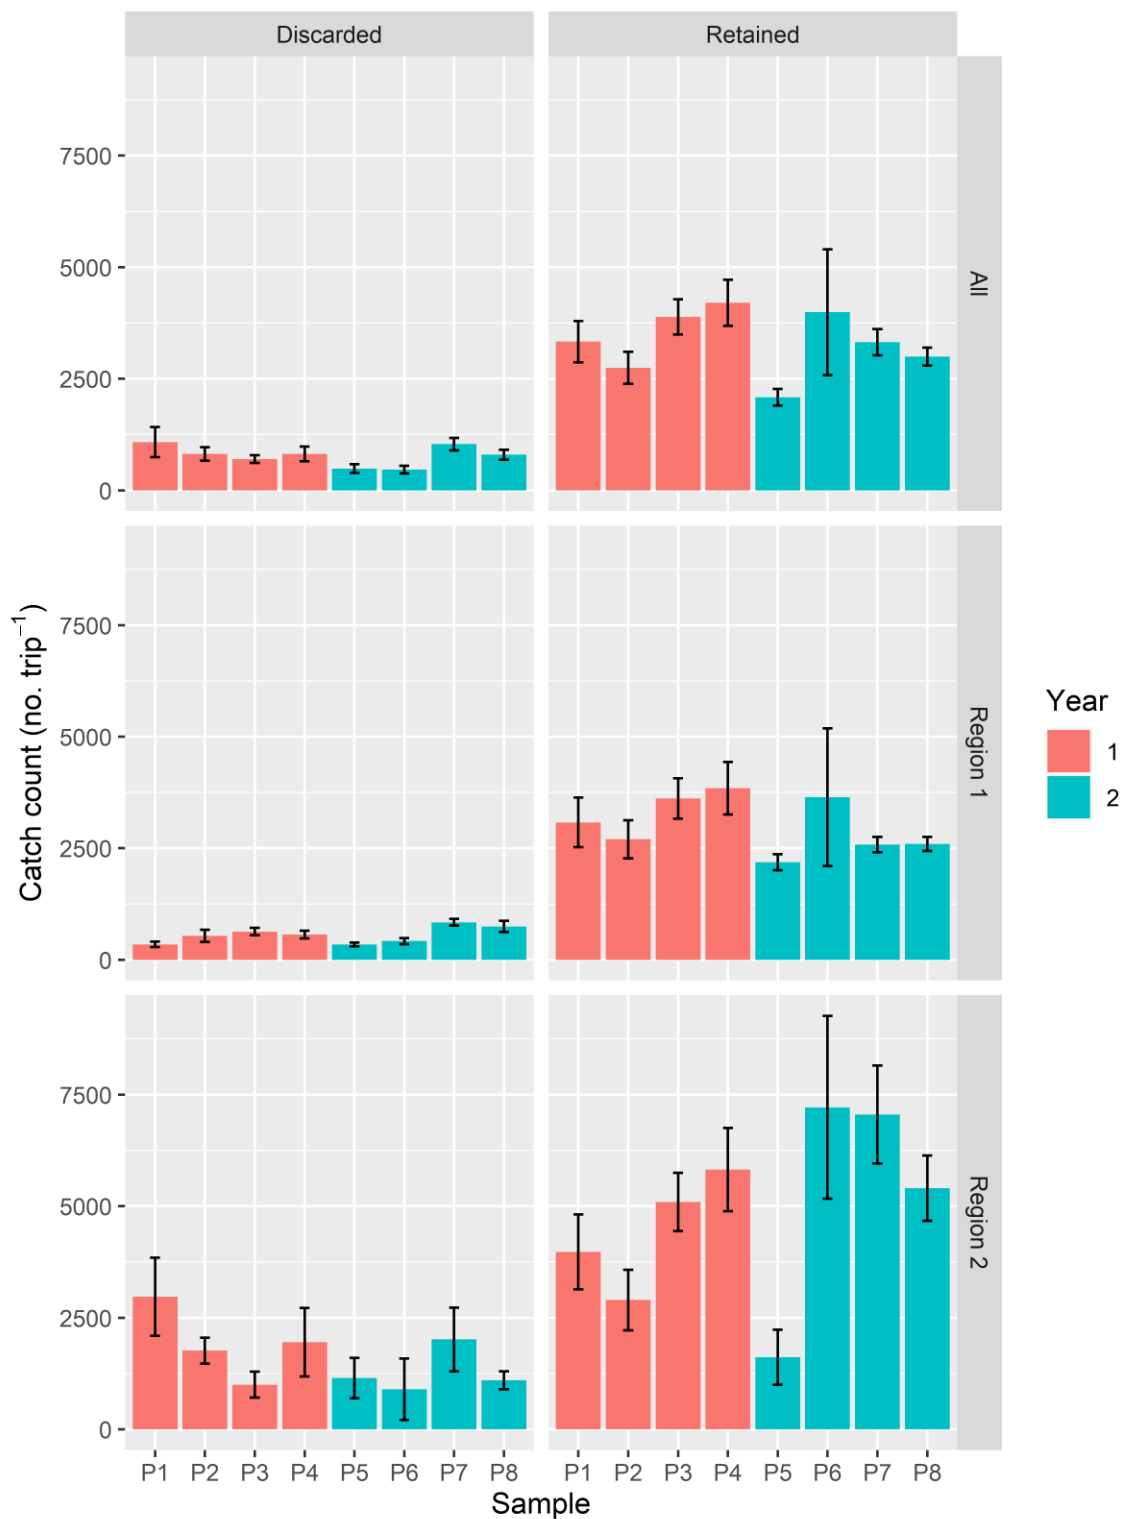 Discarded
Retained
7500
5000
2500
0
All
7500
5000
2500
0
Region 1
7500
5000
2500
0
Region 2
P1 P2 P3 P4 P5 P6 P7 P8
P1 P2 P3 P4 P5 P6 P7 P8
Sample
Catch count (no. trip⁻¹)
Year
1
2